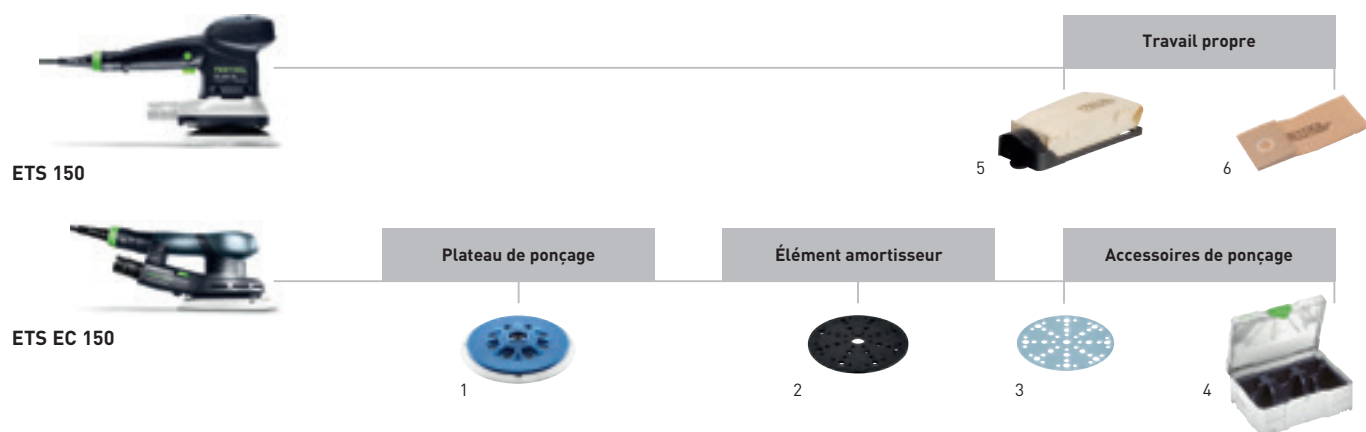 Travail propre
FESTOOL
5
6
ETS 150
Plateau de ponçage
Élément amortisseur
Accessoires de ponçage
ETS EC 150
1
2
3
4